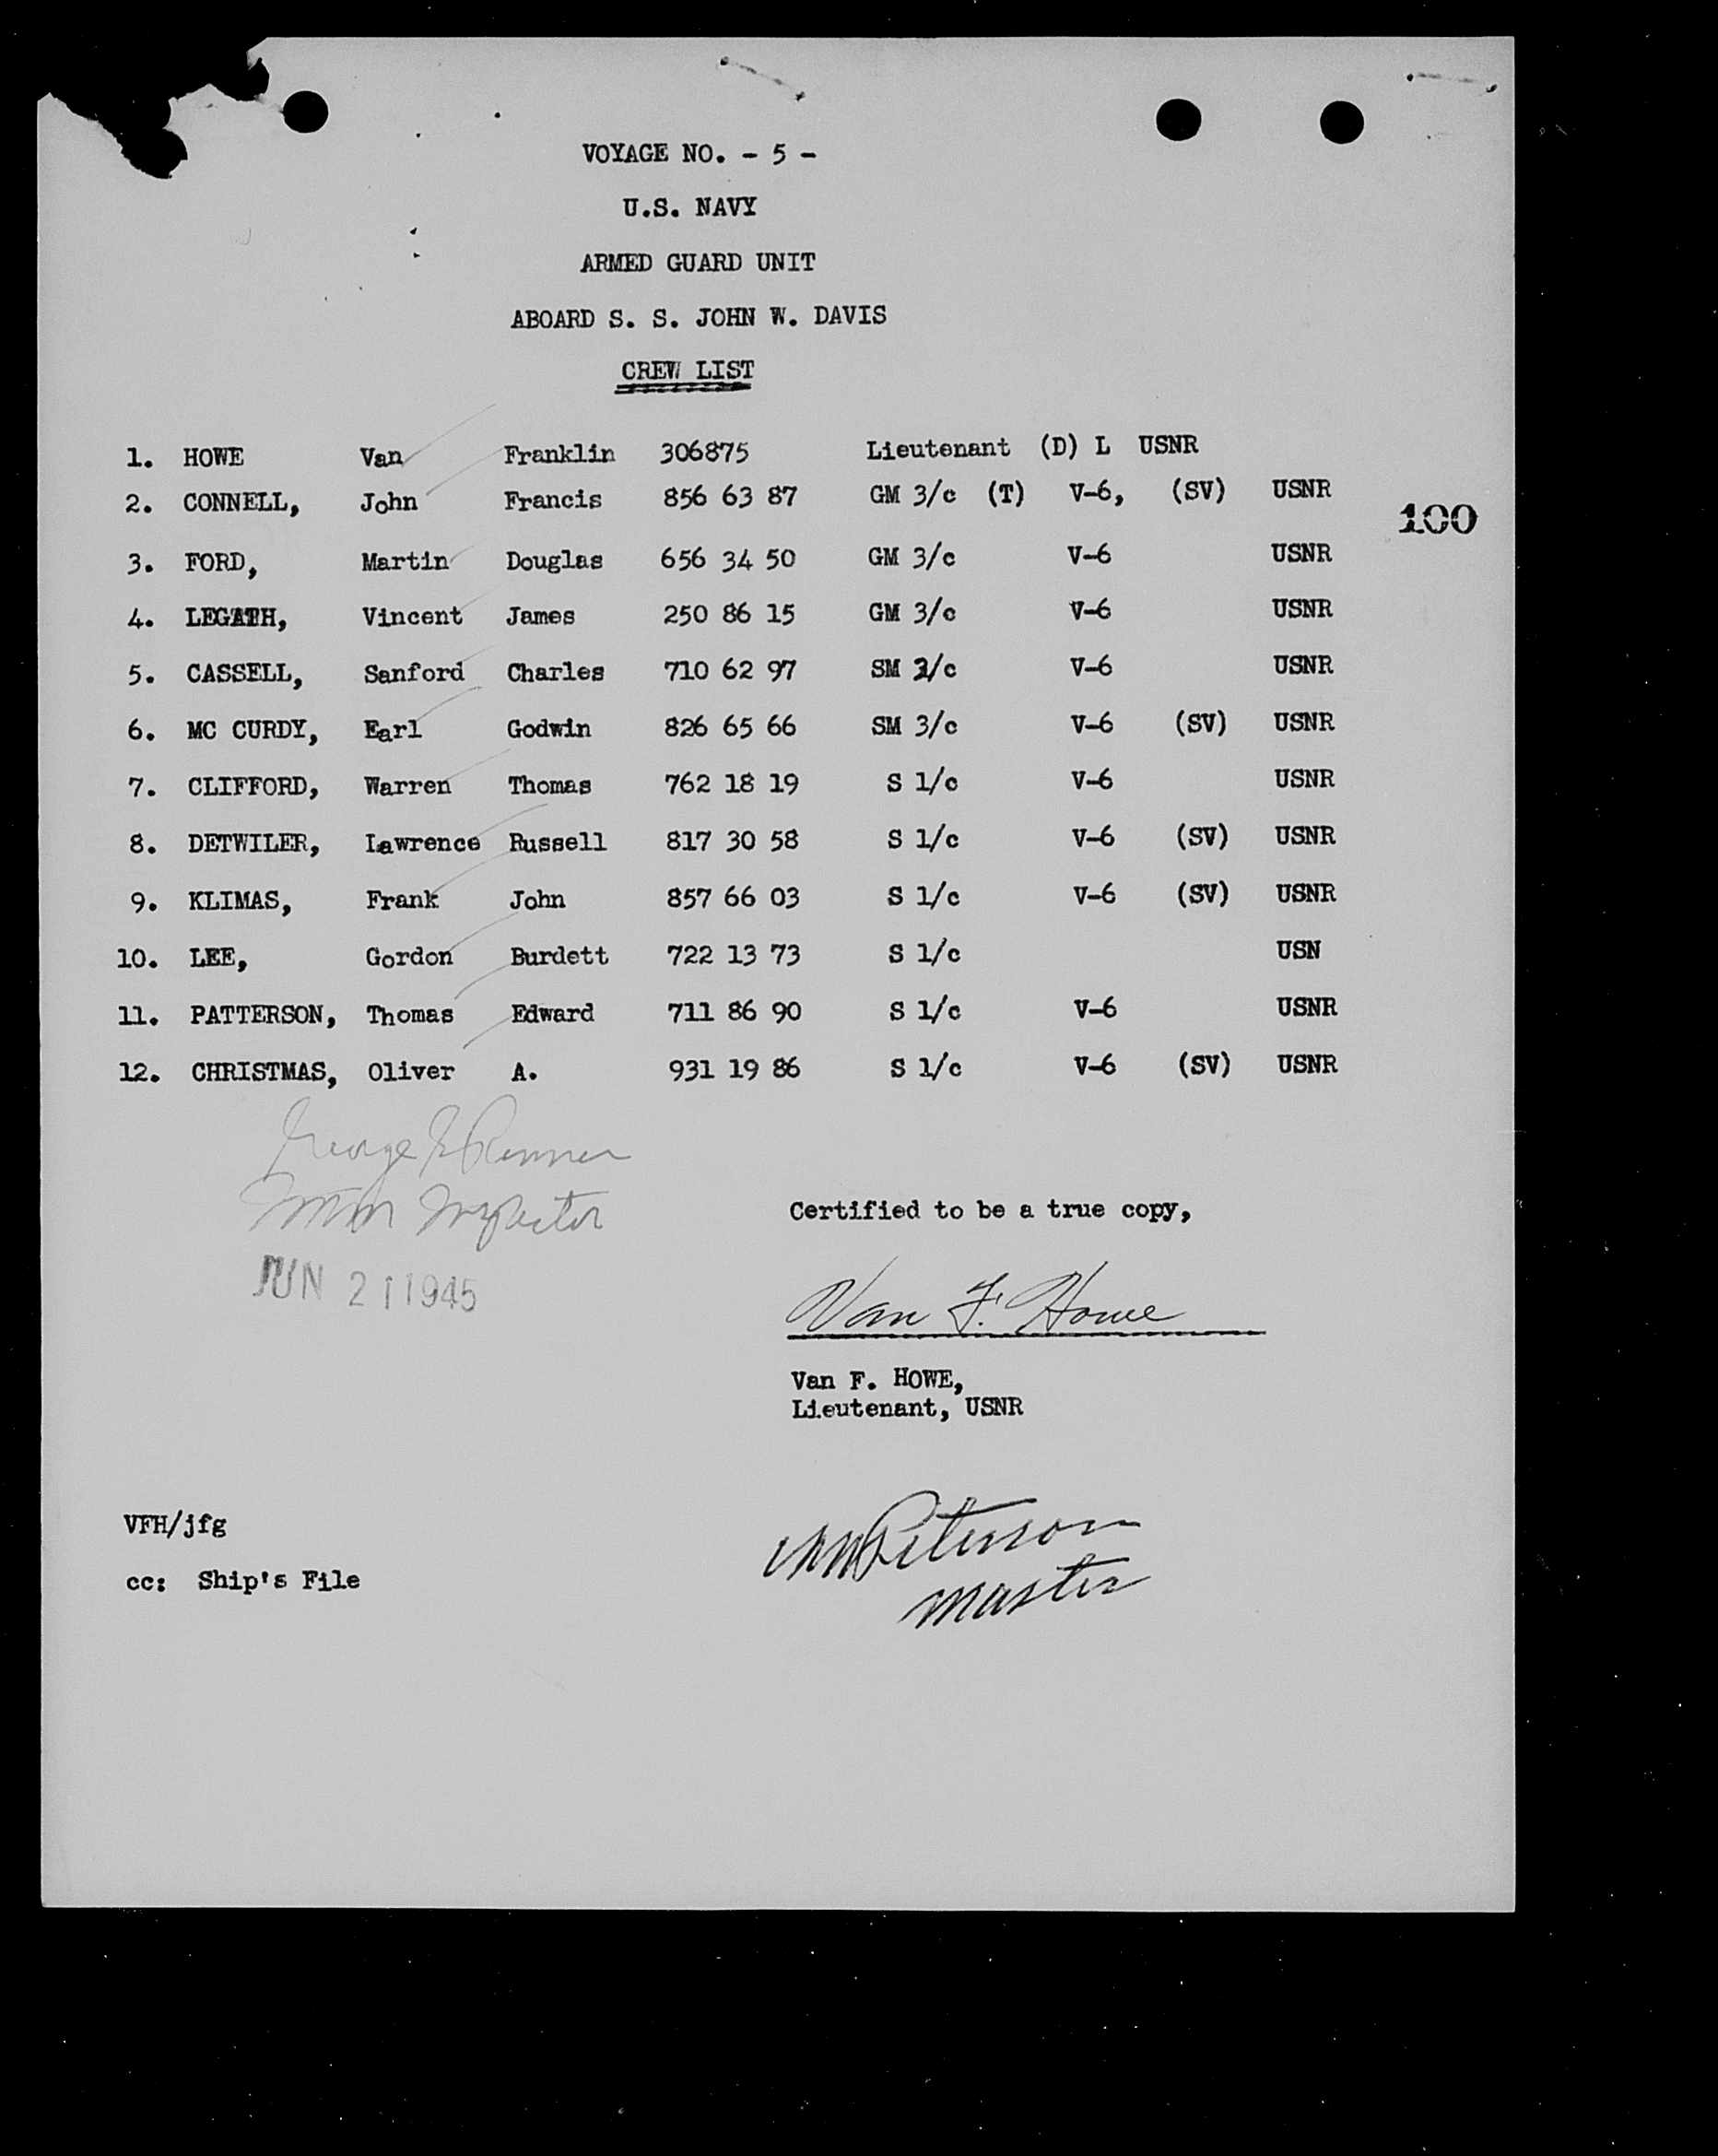 VOYAGE NO. - 5 -
U.S. NAVY
ARMED GUARD UNIT
ABOARD S. S. JOHN W. DAVIS
CREW LIST
1. HOWE Van Franklin 306875 Lieutenant (D) L USNR
2. CONNELL, John Francis 856 63 87 GM 3/c (T) V-6, (SV) USNR
100
3. FORD, Martin Douglas 656 34 50 GM 3/c V-6 USNR
4. LEGATH, Vincent James 250 86 15 GM 3/c V-6 USNR
5. CASSELL, Sanford Charles 710 62 97 SM /c V-6 USNR
6. MC CURDY, Earl Godwin 826 65 66 SM 3/c V-6 (SV) USNR
7. CLIFFORD, Warren Thomas 762 18 19 S 1/c V-6 USNR
8. DETWILER, Lawrence Russell 817 30 58 S 1/c V-6 (SV) USNR
9. KLIMAS, Frank John 857 66 03 S 1/c V-6 (SV) USNR
10. LEE, Gordon Burdett 722 13 73 S 1/c USN
11. PATTERSON, Thomas Edward 711 86 90 S 1/c V-6 USNR
12. CHRISTMAS, Oliver A. 931 19 86 S 1/c V-6 (SV) USNR
George
Imm Inspector
JUN 21 1945
Certified to be a true copy,
Van F. Howe
Van F. HOWE,
Lieutenant, USNR
VFH/jfg
cc: Ship's File
Peterson
master